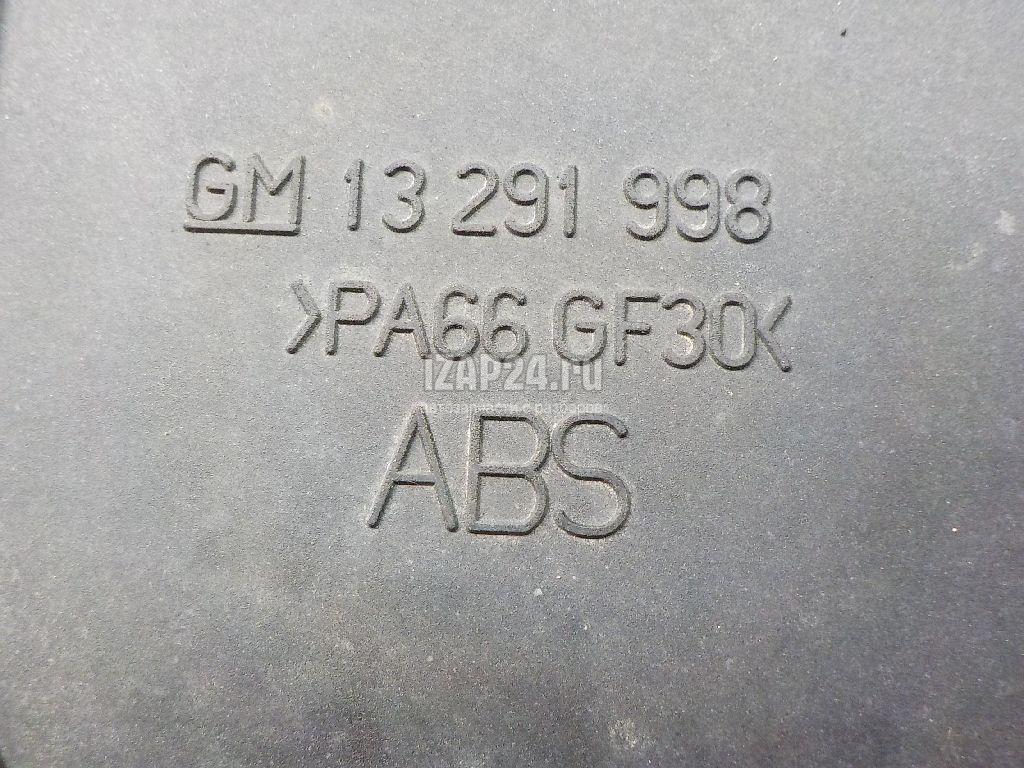 GM 13 291 998
>PA66 GF30<
IZAP24.ru
ABS